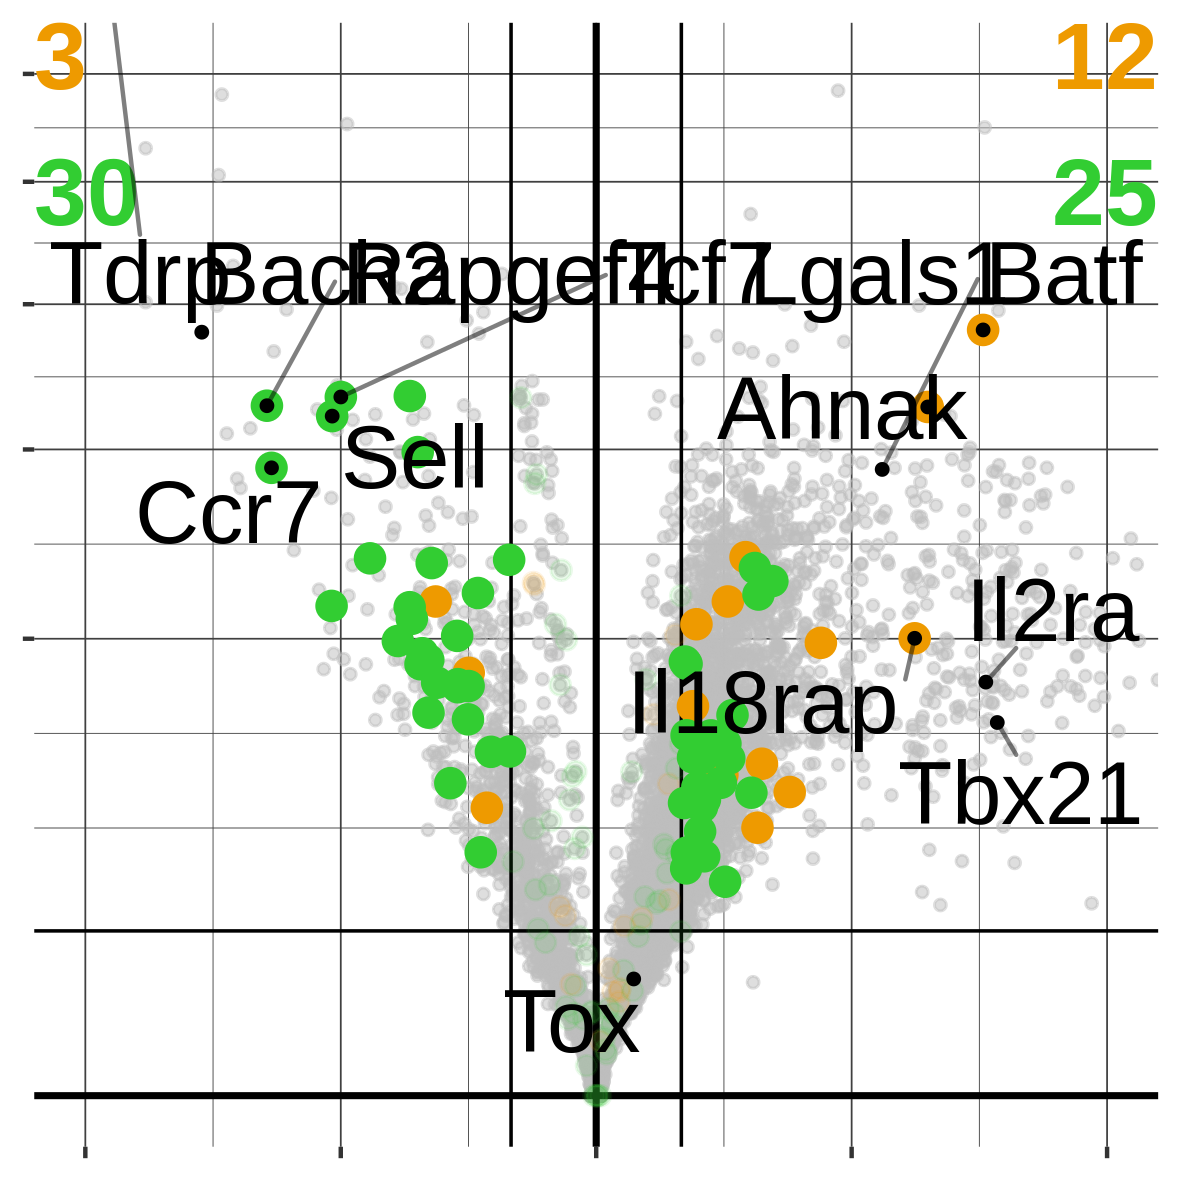 3 12
30 25
Tdrp Bach2 Rapgef4 Tcf7 Lgals1 Batf
Ahnak
Sell
Ccr7
Il2ra
Il18rap
Tbx21
Tox